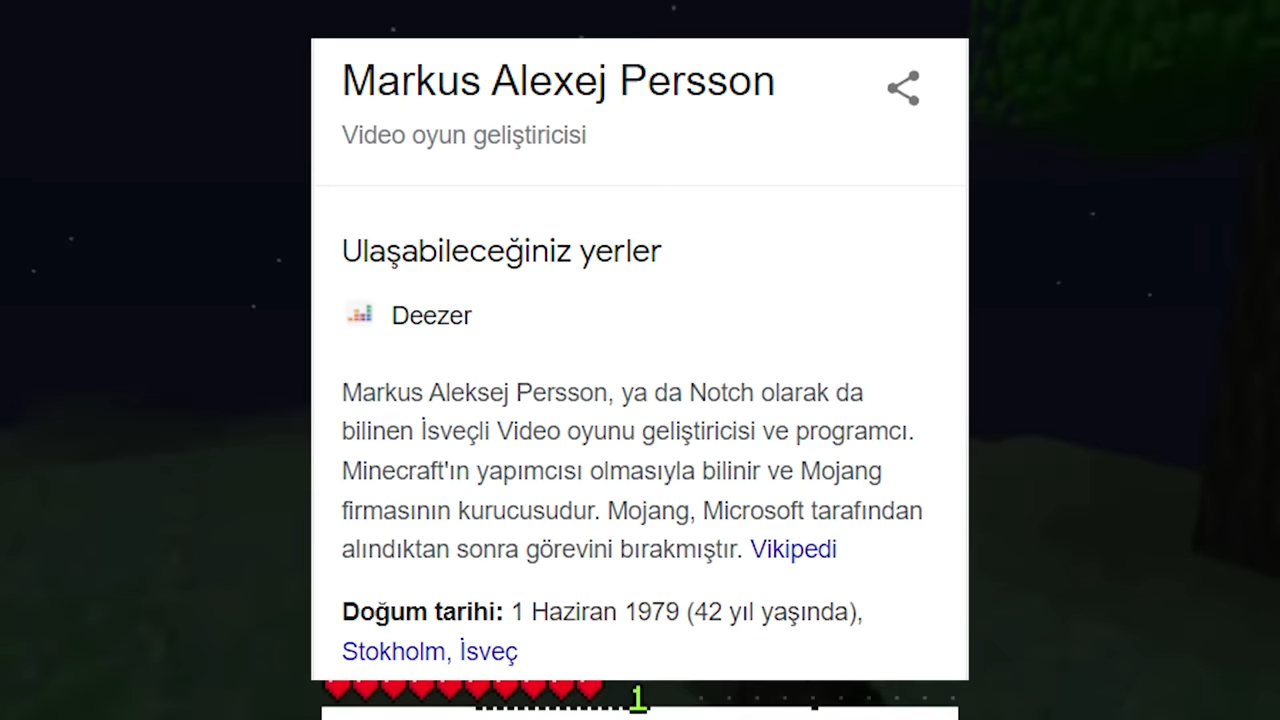 Markus Alexej Persson
Video oyun geliştiricisi
Ulaşabileceğiniz yerler
Deezer
Markus Aleksej Persson, ya da Notch olarak da
bilinen İsveçli Video oyunu geliştiricisi ve programcı.
Minecraft'ın yapımcısı olmasıyla bilinir ve Mojang
firmasının kurucusudur. Mojang, Microsoft tarafından
alındıktan sonra görevini bırakmıştır. Vikipedi
Doğum tarihi: 1 Haziran 1979 (42 yıl yaşında),
Stokholm, İsveç
1